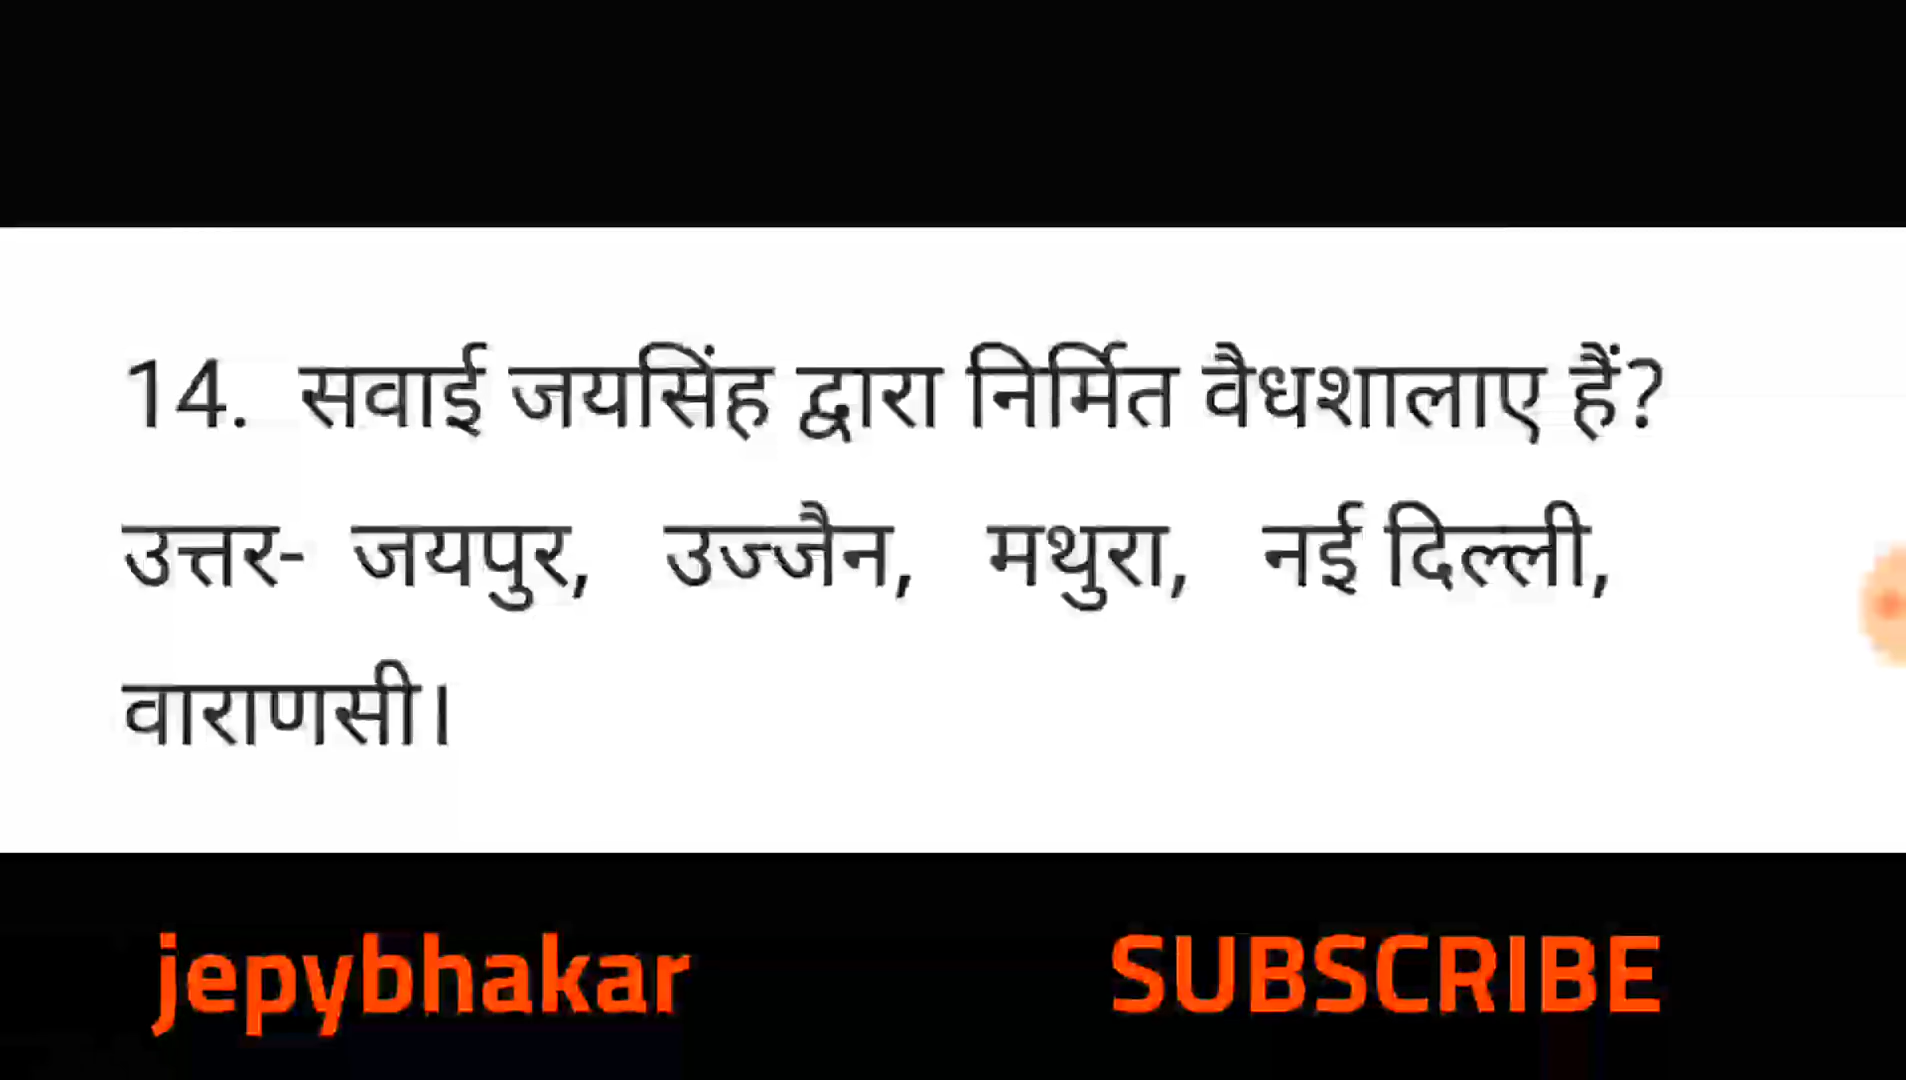 14. सवाई जयसिंह द्वारा निर्मित वैधशालाए हैं?
उत्तर- जयपुर, उज्जैन, मथुरा, नई दिल्ली,
वाराणसी।
jepybhakar SUBSCRIBE